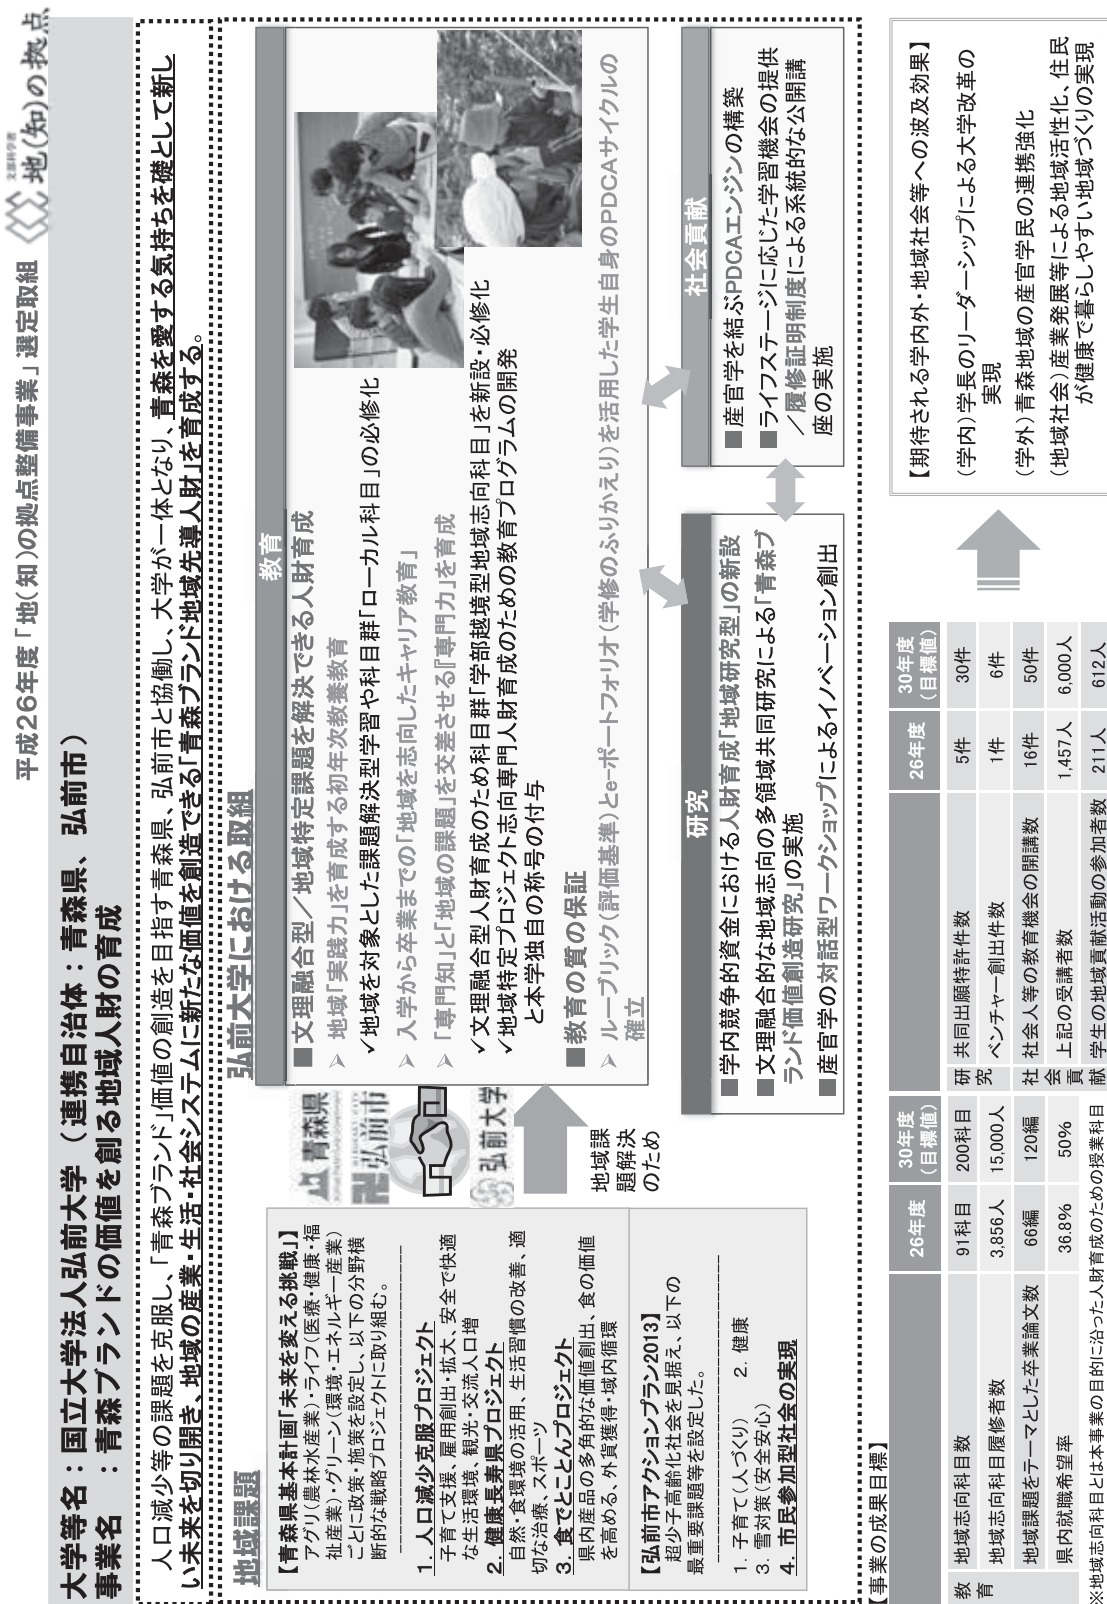 平成26年度「地(知)の拠点整備事業」選定取組
文部科学省
地(知)の拠点
大学等名：国立大学法人弘前大学（連携自治体：青森県、弘前市）
事業名　：青森ブランドの価値を創る地域人財の育成
人口減少等の課題を克服し、「青森ブランド」価値の創造を目指す青森県、弘前市と協働し、大学が一体となり、青森を愛する気持ちを礎として新し
い未来を切り開き、地域の産業・生活・社会システムに新たな価値を創造できる「青森ブランド地域先導人財」を育成する。
地域課題
【青森県基本計画「未来を変える挑戦」】
アグリ(農林水産業)・ライフ(医療・健康・福
祉産業)・グリーン(環境・エネルギー産業)
ごとに政策・施策を設定し、以下の分野横
断的な戦略プロジェクトに取り組む。
1. 人口減少克服プロジェクト
子育て支援、雇用創出・拡大、安全で快適
な生活環境、観光・交流人口増
2. 健康長寿県プロジェクト
自然・食環境の活用、生活習慣の改善、適
切な治療、スポーツ
3. 食でとことんプロジェクト
県内産品の多角的な価値創出、食の価値
を高める、外貨獲得・域内循環
【弘前市アクションプラン2013】
超少子高齢化社会を見据え、以下の
最重要課題等を設定した。
1. 子育て(人づくり)　2. 健康
3. 雪対策(安全安心)
4. 市民参加型社会の実現
青森県
弘前市
弘前大学
地域課
題解決
のため
弘前大学における取組
教育
■文理融合型／地域特定課題を解決できる人財育成
➢ 地域「実践力」を育成する初年次教養教育
✓地域を対象とした課題解決型学習や科目群「ローカル科目」の必修化
➢ 入学から卒業までの「地域を志向したキャリア教育」
➢ 「専門知」と「地域の課題」を交差させる『専門力」を育成
✓文理融合型人財育成のため科目群「学部越境型地域志向科目」を新設・必修化
✓地域特定プロジェクト志向専門人財育成のための教育プログラムの開発
と本学独自の称号の付与
■教育の質の保証
➢ ルーブリック(評価基準)とe-ポートフォリオ(学修のふりかえり)を活用した学生自身のPDCAサイクルの
確立
研究
■学内競争的資金における人財育成「地域研究型」の新設
■文理融合的な地域志向の多領域共同研究による「青森ブ
ランド価値創造研究」の実施
■産官学の対話型ワークショップによるイノベーション創出
社会貢献
■産官学を結ぶPDCAエンジンの構築
■ライフステージに応じた学習機会の提供
／履修証明制度による系統的な公開講
座の実施
【事業の成果目標】
26年度　30年度（目標値）
教育
地域志向科目数　91科目　200科目
地域志向科目履修者数　3,856人　15,000人
地域課題をテーマとした卒業論文数　66編　120編
県内就職希望率　36.8%　50%
※地域志向科目とは本事業の目的に沿った人財育成のための授業科目
26年度　30年度（目標値）
研究
共同出願特許件数　5件　30件
ベンチャー創出件数　1件　6件
社会貢献
社会人等の教育機会の開講数　16件　50件
上記の受講者数　1,457人　6,000人
学生の地域貢献活動の参加者数　211人　612人
【期待される学内外・地域社会等への波及効果】
(学内)学長のリーダーシップによる大学改革の
実現
(学外)青森地域の産官学民の連携強化
(地域社会)産業発展等による地域活性化、住民
が健康で暮らしやすい地域づくりの実現